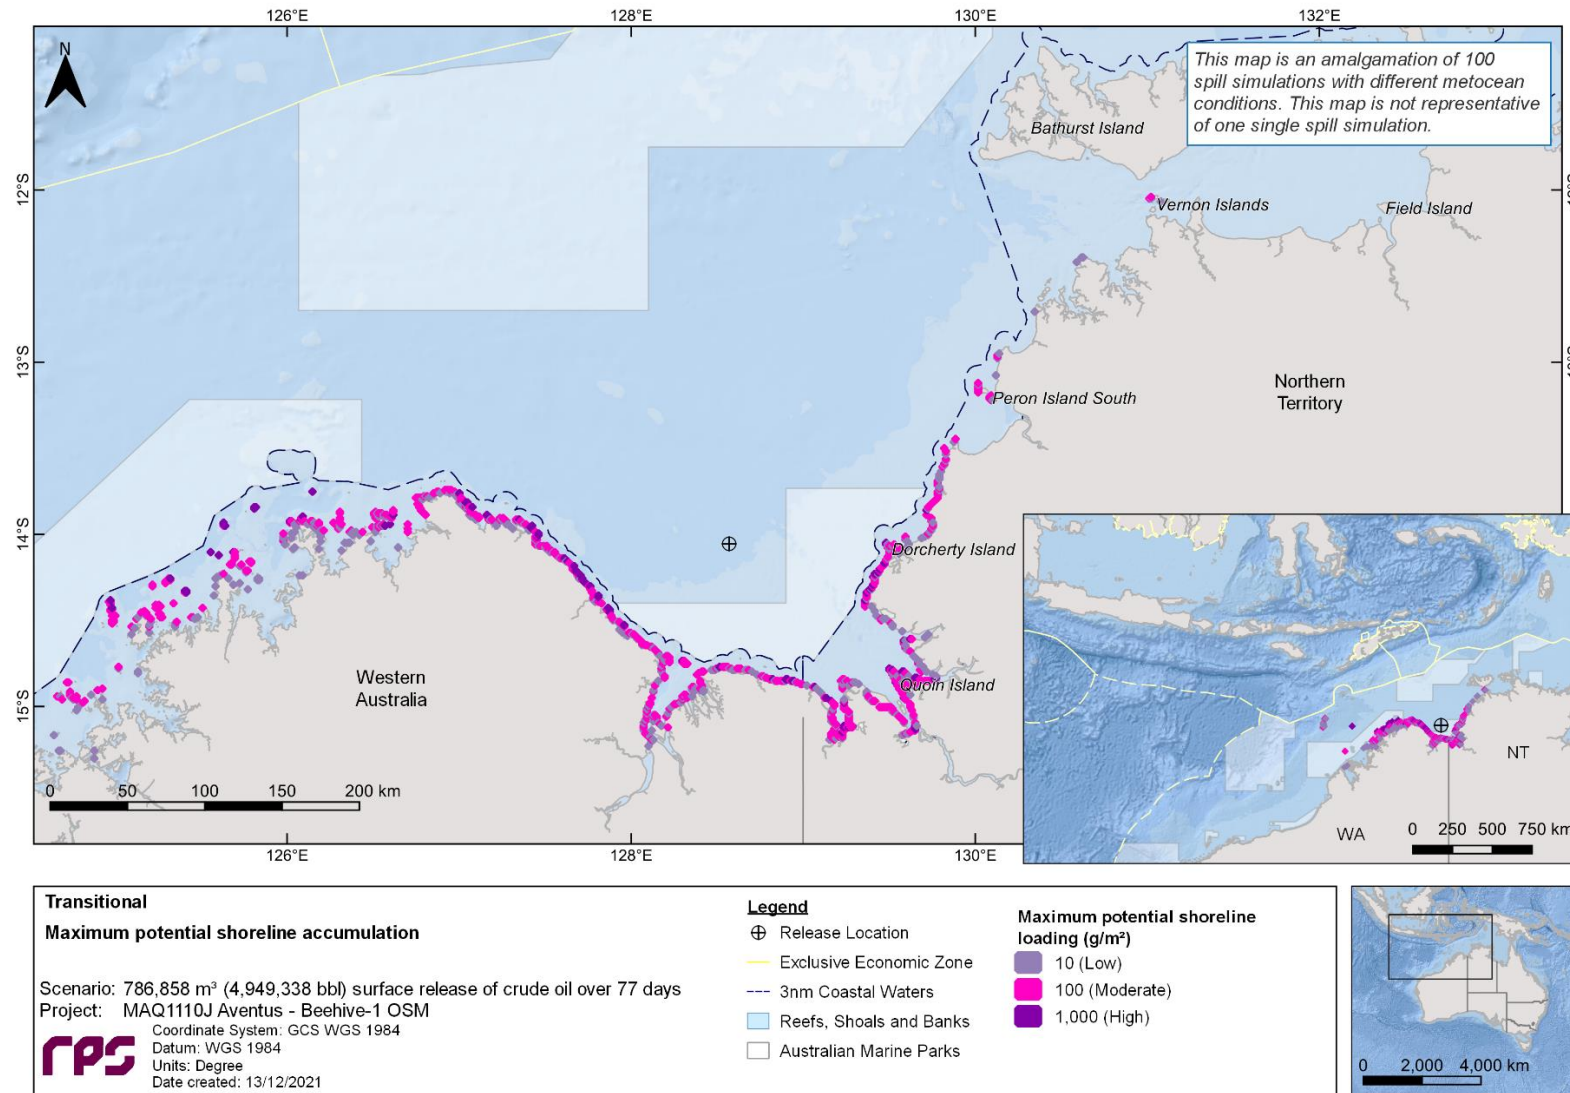 126°E
128°E
130°E
132°E
N
This map is an amalgamation of 100
spill simulations with different metocean
conditions. This map is not representative
of one single spill simulation.
Bathurst Island
12°S
Vernon Islands
Field Island
13°S
Northern
Territory
Peron Island South
14°S
Dorcherty Island
Western
Australia
Quoin Island
15°S
0 50 100 150 200 km
NT
WA
0 250 500 750 km
126°E
128°E
130°E
Transitional
Maximum potential shoreline accumulation
Scenario: 786,858 m³ (4,949,338 bbl) surface release of crude oil over 77 days
Project: MAQ1110J Aventus - Beehive-1 OSM
rps
Coordinate System: GCS WGS 1984
Datum: WGS 1984
Units: Degree
Date created: 13/12/2021
Legend
Release Location
Exclusive Economic Zone
3nm Coastal Waters
Reefs, Shoals and Banks
Australian Marine Parks
Maximum potential shoreline
loading (g/m²)
10 (Low)
100 (Moderate)
1,000 (High)
0 2,000 4,000 km